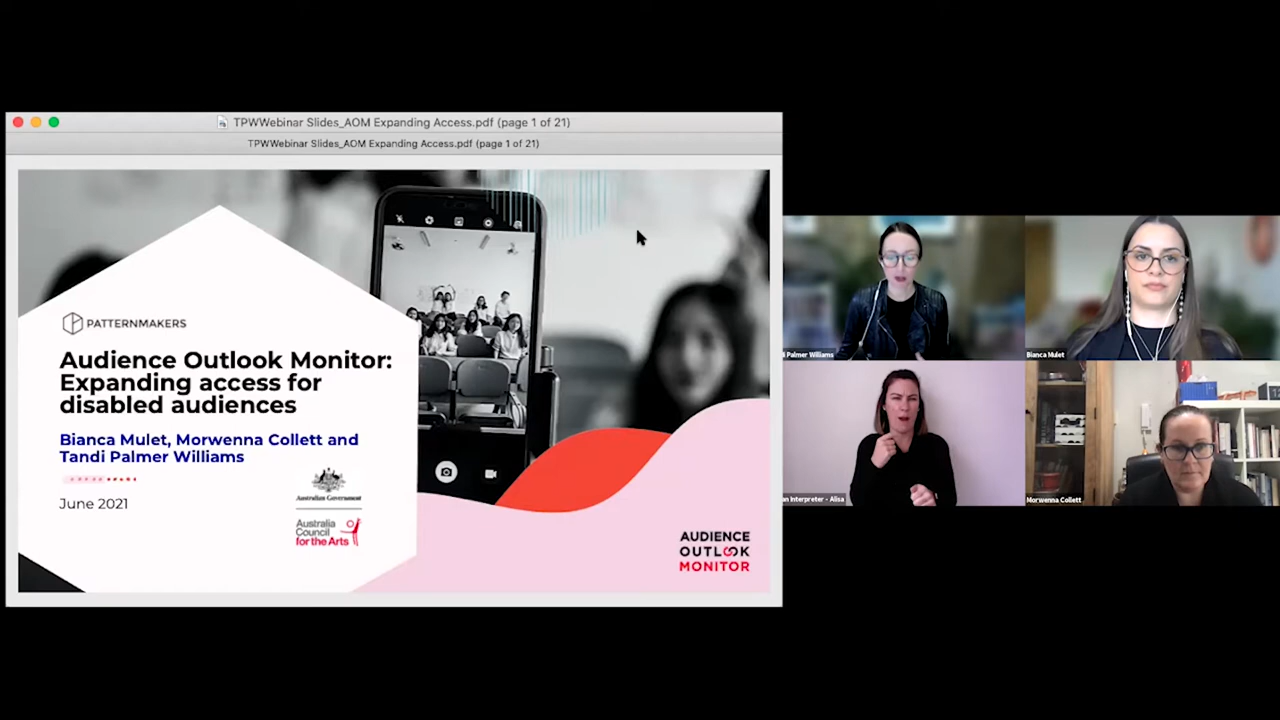 TPWWebinar Slides_AOM Expanding Access.pdf (page 1 of 21)
TPWWebinar Slides_AOM Expanding Access.pdf (page 1 of 21)
PATTERNMAKERS
Audience Outlook Monitor:
Expanding access for
disabled audiences
Bianca Mulet, Morwenna Collett and
Tandi Palmer Williams
June 2021
Australian Government
Australia
Council
for the Arts
AUDIENCE
OUTLOOK
MONITOR
i Palmer Williams
Bianca Mulet
an Interpreter - Alisa
Morwenna Collett